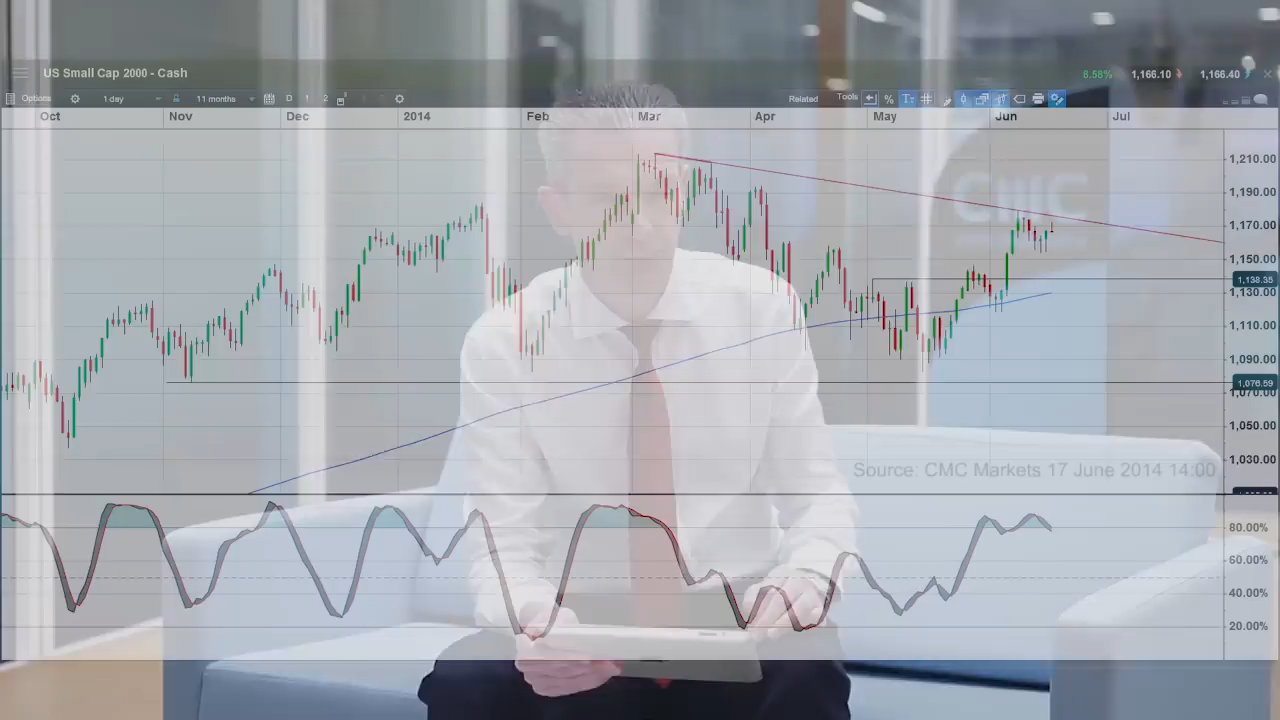 US Small Cap 2000 - Cash
8.58% 1,166.10 1,166.40
Options 1 day 11 months D 1 2 Related Tools
Oct Nov Dec 2014 Feb Mar Apr May Jun Jul
CMC
1,210.00
1,190.00
1,170.00
1,150.00
1,138.35
1,130.00
1,110.00
1,090.00
1,076.59
1,070.00
1,050.00
1,030.00
Source: CMC Markets 17 June 2014 14:00
80.00%
60.00%
40.00%
20.00%